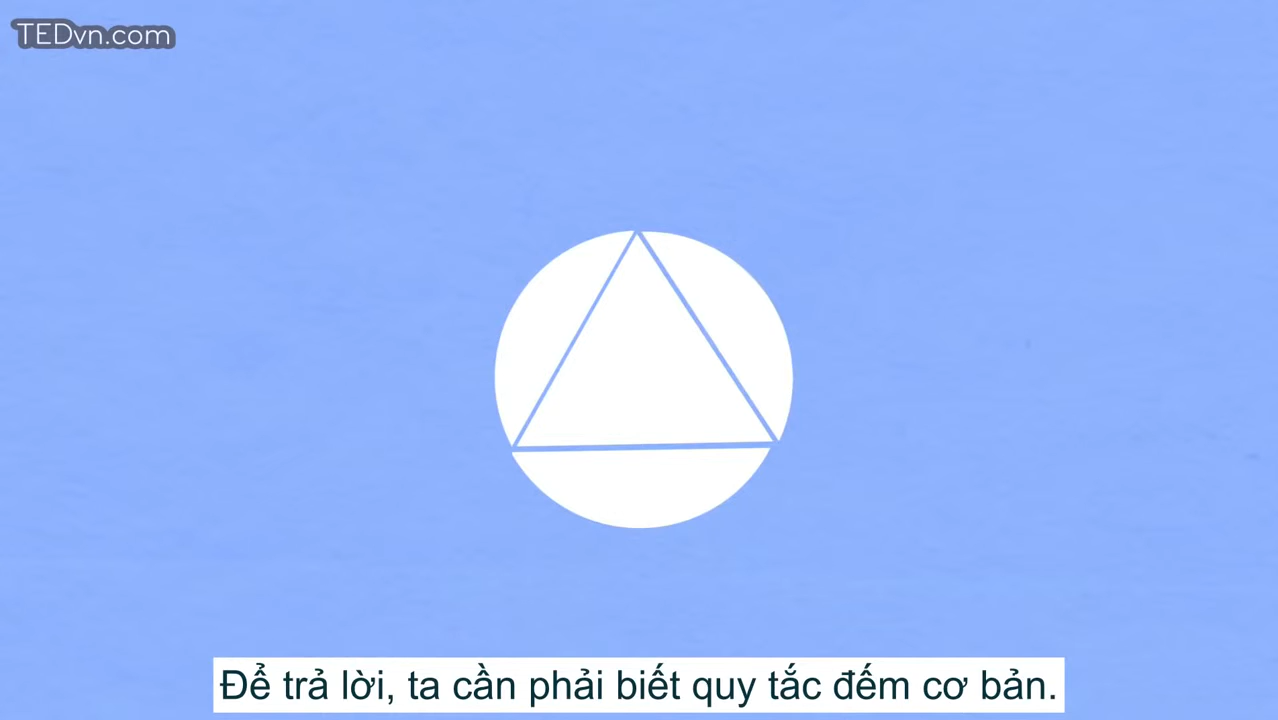 TEDvn.com
Để trả lời, ta cần phải biết quy tắc đếm cơ bản.